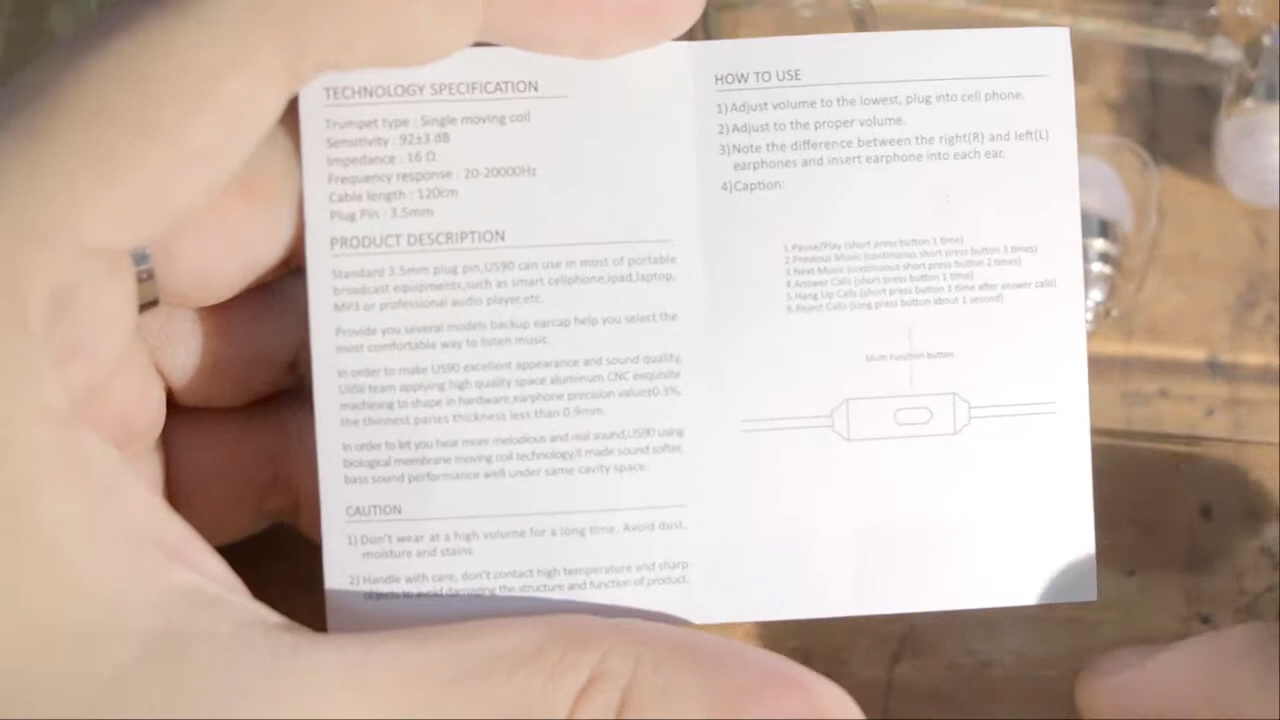 TECHNOLOGY SPECIFICATION
Trumpet type : Single moving coil
Sensitivity : 92±3 dB
Impedance : 16 Ω
Frequency response : 20-20000Hz
Cable length : 120cm
Plug Pin : 3.5mm
PRODUCT DESCRIPTION
Standard 3.5mm plug pin,US90 can use in most of portable
broadcast equipments,such as smart cellphone,ipad,laptop,
MP3 or professional audio player,etc.
Provide you several models backup earcap help you select the
most comfortable way to listen music.
In order to make US90 excellent appearance and sound quality,
team applying high quality space aluminum CNC exquisite
machining to shape in hardware,earphone precision value±0.3%,
the thinnest paries thickness less than 0.9mm.
In order to let you hear more melodious and real sound,US90 using
biological membrane moving coil technology,it made sound softer,
bass sound performance well under same cavity space.
CAUTION
1) Don't wear at a high volume for a long time. Avoid dust,
moisture and stains.
2) Handle with care, don't contact high temperature and sharp
objects to avoid damaging the structure and function of product.
HOW TO USE
1)Adjust volume to the lowest, plug into cell phone.
2)Adjust to the proper volume.
3)Note the difference between the right(R) and left(L)
earphones and insert earphone into each ear.
4)Caption:
1.Pause/Play (short press button 1 time)
2.Previous Music (continuous short press button 3 times)
3.Next Music (continuous short press button 2 times)
4.Answer Calls (short press button 1 time)
5.Hang Up Calls (short press button 1 time after answer calls)
6.Reject Calls (long press button about 1 second)
Multi Function button